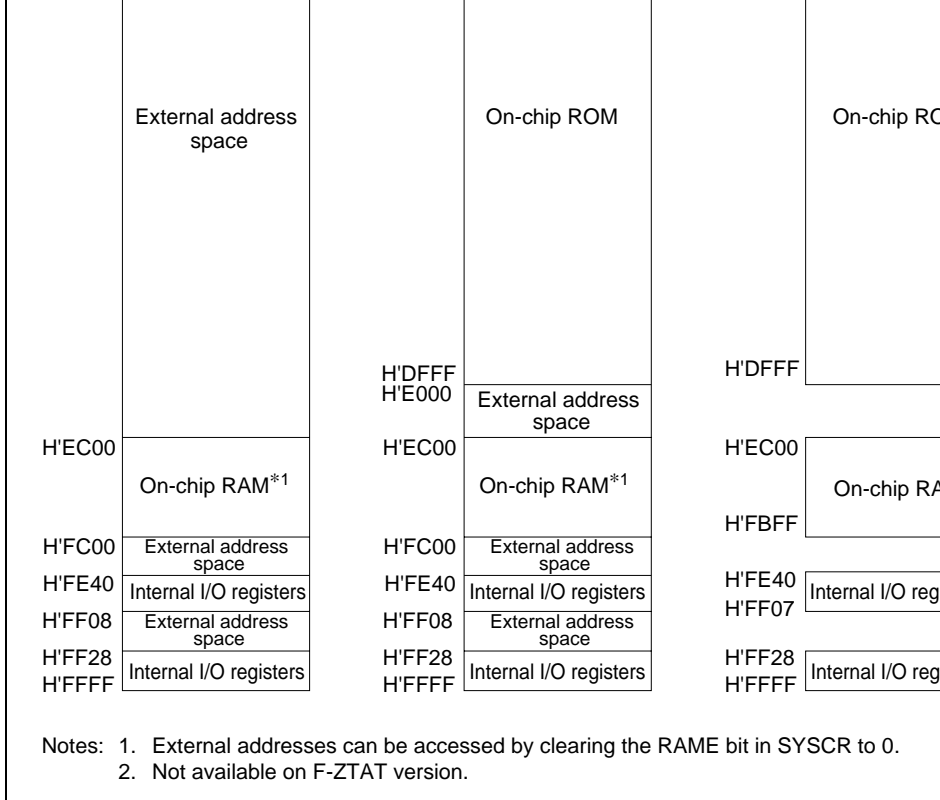 External address
space
H'EC00
On-chip RAM*1
H'FC00
External address
space
H'FE40
Internal I/O registers
H'FF08
External address
space
H'FF28
Internal I/O registers
H'FFFF
On-chip ROM
H'DFFF
H'E000
External address
space
H'EC00
On-chip RAM*1
H'FC00
External address
space
H'FE40
Internal I/O registers
H'FF08
External address
space
H'FF28
Internal I/O registers
H'FFFF
On-chip
H'DFFF
H'EC00
On-chip
H'FBFF
H'FE40
Internal I/O
H'FF07
H'FF28
Internal I/O
H'FFFF
Notes: 1. External addresses can be accessed by clearing the RAME bit in SYSCR to 0.
2. Not available on F-ZTAT version.